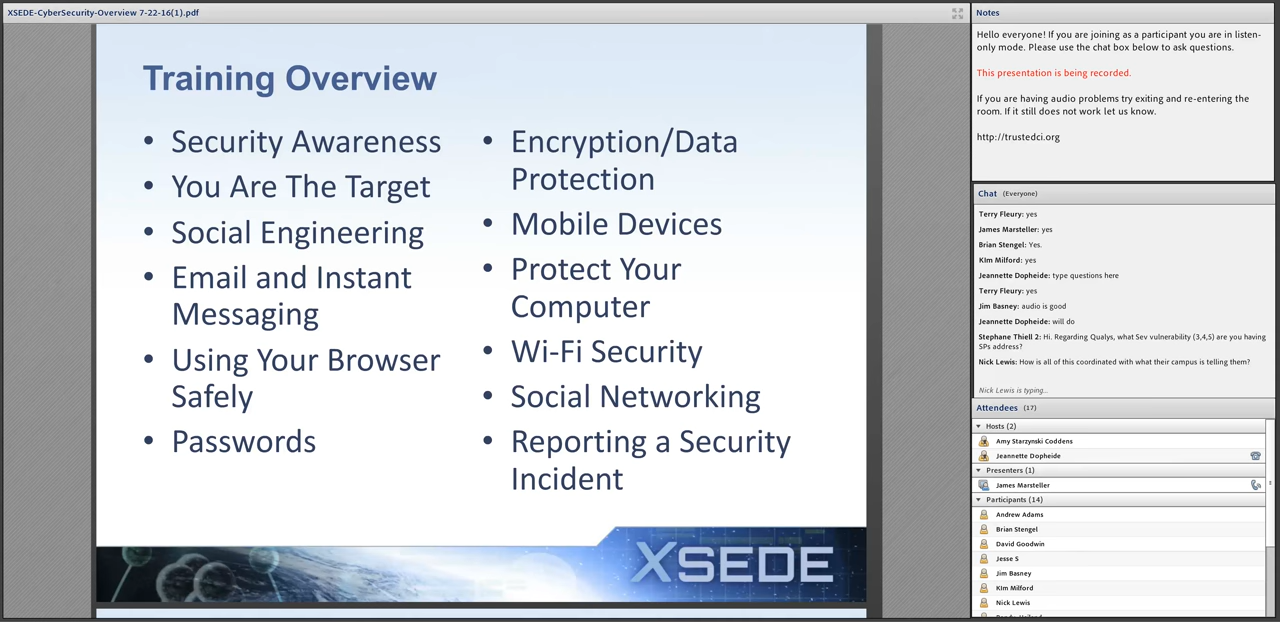 XSEDE-CyberSecurity-Overview 7-22-16(1).pdf
Training Overview
• Security Awareness
• You Are The Target
• Social Engineering
• Email and Instant
Messaging
• Using Your Browser
Safely
• Passwords
• Encryption/Data
Protection
• Mobile Devices
• Protect Your
Computer
• Wi-Fi Security
• Social Networking
• Reporting a Security
Incident
XSEDE
Notes
Hello everyone! If you are joining as a participant you are in listen-
only mode. Please use the chat box below to ask questions.
This presentation is being recorded.
If you are having audio problems try exiting and re-entering the
room. If it still does not work let us know.
http://trustedci.org
Chat (Everyone)
Terry Fleury: yes
James Marsteller: yes
Brian Stengel: Yes.
KIm Milford: yes
Jeannette Dopheide: type questions here
Terry Fleury: yes
Jim Basney: audio is good
Jeannette Dopheide: will do
Stephane Thiell 2: Hi. Regarding Qualys, what Sev vulnerability (3,4,5) are you having
SPs address?
Nick Lewis: How is all of this coordinated with what their campus is telling them?
Nick Lewis is typing...
Attendees (17)
Hosts (2)
Amy Starzynski Coddens
Jeannette Dopheide
Presenters (1)
James Marsteller
Participants (14)
Andrew Adams
Brian Stengel
David Goodwin
Jesse S
Jim Basney
KIm Milford
Nick Lewis